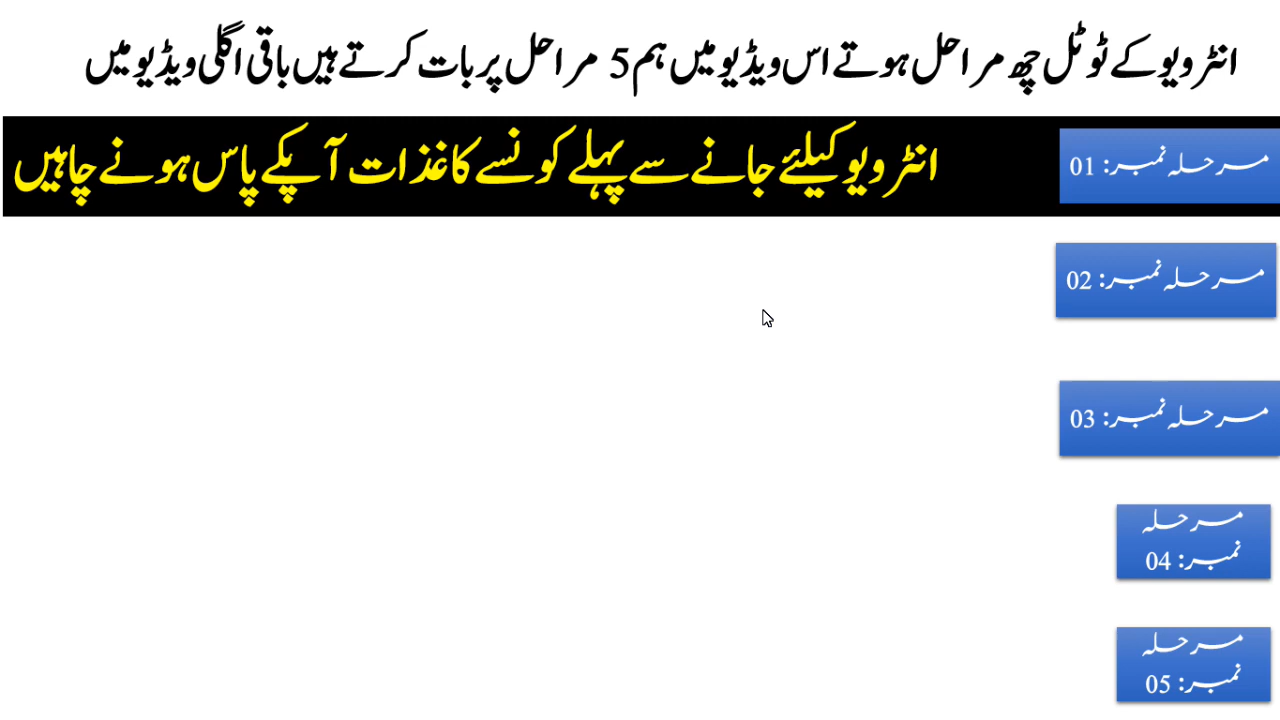 انٹرویو کے ٹوٹل چھ مراحل ہوتے اس ویڈیو میں ہم 5 مراحل پر بات کرتے ہیں باقی اگلی ویڈیو میں
مرحلہ نمبر: 01
انٹرویو کیلئے جانے سے پہلے کونسے کاغذات آپکے پاس ہونے چاہیں
مرحلہ نمبر: 02
مرحلہ نمبر: 03
مرحلہ
نمبر: 04
مرحلہ
نمبر: 05